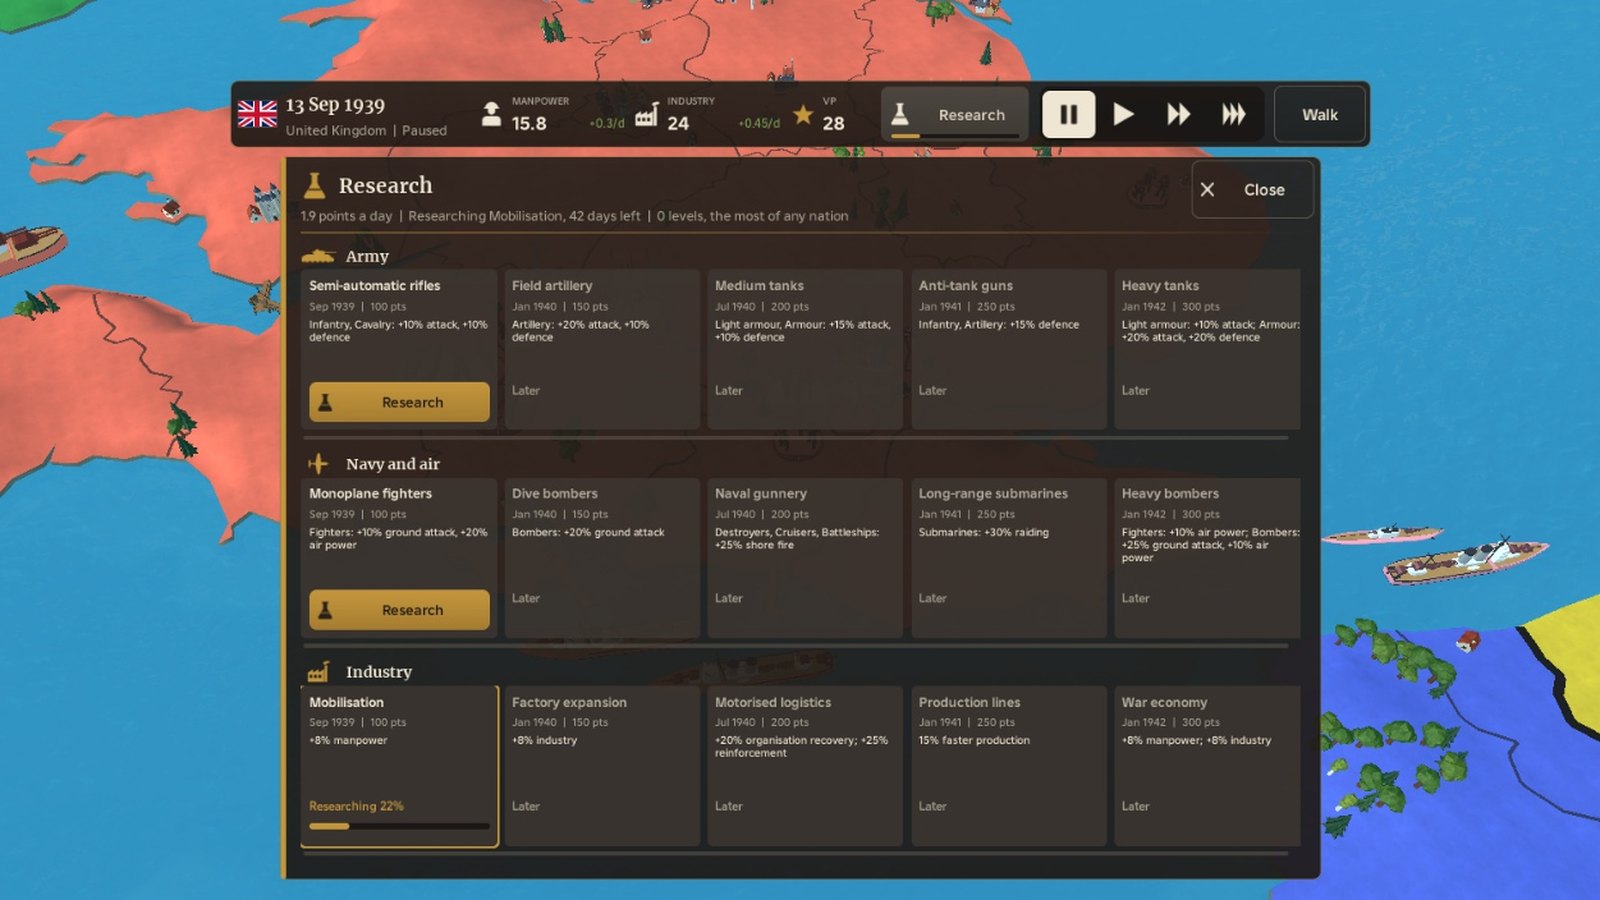 13 Sep 1939
United Kingdom | Paused
MANPOWER
15.8
+0.3/d
INDUSTRY
24
+0.45/d
VP
28
Research
Walk
Research
1.9 points a day | Researching Mobilisation, 42 days left | 0 levels, the most of any nation
Close
Army
Semi-automatic rifles
Sep 1939 | 100 pts
Infantry, Cavalry: +10% attack, +10%
defence
Research
Field artillery
Jan 1940 | 150 pts
Artillery: +20% attack, +10%
defence
Later
Medium tanks
Jul 1940 | 200 pts
Light armour, Armour: +15% attack,
+10% defence
Later
Anti-tank guns
Jan 1941 | 250 pts
Infantry, Artillery: +15% defence
Later
Heavy tanks
Jan 1942 | 300 pts
Light armour: +10% attack; Armour:
+20% attack, +20% defence
Later
Navy and air
Monoplane fighters
Sep 1939 | 100 pts
Fighters: +10% ground attack, +20%
air power
Research
Dive bombers
Jan 1940 | 150 pts
Bombers: +20% ground attack
Later
Naval gunnery
Jul 1940 | 200 pts
Destroyers, Cruisers, Battleships:
+25% shore fire
Later
Long-range submarines
Jan 1941 | 250 pts
Submarines: +30% raiding
Later
Heavy bombers
Jan 1942 | 300 pts
Fighters: +10% air power; Bombers:
+25% ground attack, +10% air
power
Later
Industry
Mobilisation
Sep 1939 | 100 pts
+8% manpower
Researching 22%
Factory expansion
Jan 1940 | 150 pts
+8% industry
Later
Motorised logistics
Jul 1940 | 200 pts
+20% organisation recovery; +25%
reinforcement
Later
Production lines
Jan 1941 | 250 pts
15% faster production
Later
War economy
Jan 1942 | 300 pts
+8% manpower; +8% industry
Later